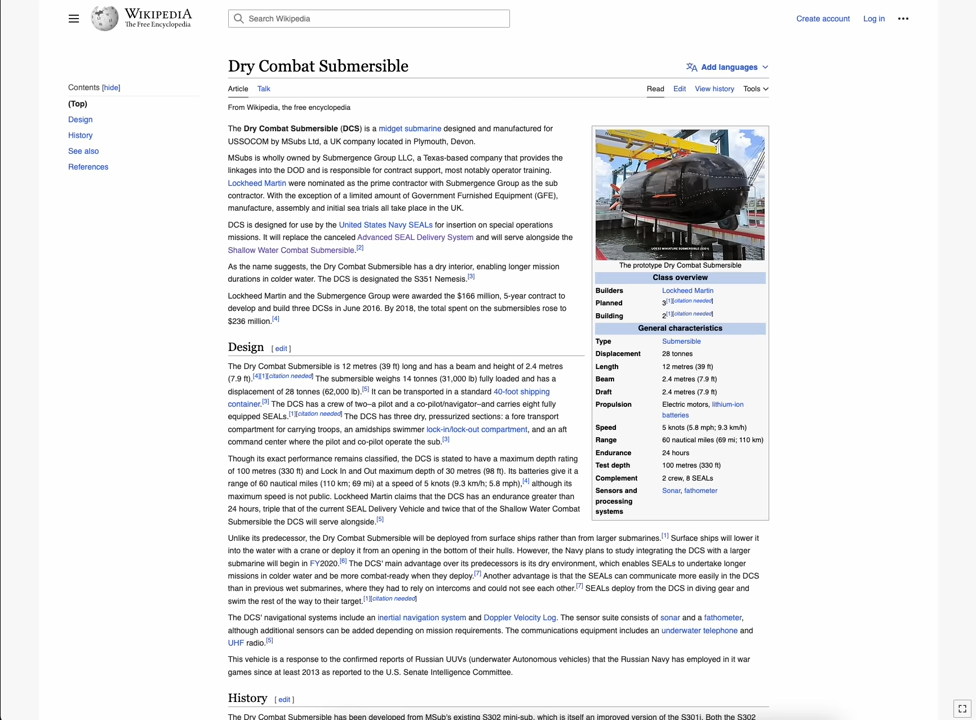 WIKIPEDIA
The Free Encyclopedia
Search Wikipedia
Create account
Log in
Contents [hide]
(Top)
Design
History
See also
References
Dry Combat Submersible
Add languages
Article
Talk
Read
Edit
View history
Tools
From Wikipedia, the free encyclopedia
The Dry Combat Submersible (DCS) is a midget submarine designed and manufactured for
USSOCOM by MSubs Ltd, a UK company located in Plymouth, Devon.
MSubs is wholly owned by Submergence Group LLC, a Texas-based company that provides the
linkages into the DOD and is responsible for contract support, most notably operator training.
Lockheed Martin were nominated as the prime contractor with Submergence Group as the sub
contractor. With the exception of a limited amount of Government Furnished Equipment (GFE),
manufacture, assembly and initial sea trials all take place in the UK.
DCS is designed for use by the United States Navy SEALs for insertion on special operations
missions. It will replace the canceled Advanced SEAL Delivery System and will serve alongside the
Shallow Water Combat Submersible.[2]
As the name suggests, the Dry Combat Submersible has a dry interior, enabling longer mission
durations in colder water. The DCS is designated the S351 Nemesis.[3]
Lockheed Martin and the Submergence Group were awarded the $166 million, 5-year contract to
develop and build three DCSs in June 2016. By 2018, the total spent on the submersibles rose to
$236 million.[4]
The prototype Dry Combat Submersible
Class overview
Builders Lockheed Martin
Planned 3[1][citation needed]
Building 2[1][citation needed]
General characteristics
Type Submersible
Displacement 28 tonnes
Length 12 metres (39 ft)
Beam 2.4 metres (7.9 ft)
Draft 2.4 metres (7.9 ft)
Propulsion Electric motors, lithium-ion
batteries
Speed 5 knots (5.8 mph; 9.3 km/h)
Range 60 nautical miles (69 mi; 110 km)
Endurance 24 hours
Test depth 100 metres (330 ft)
Complement 2 crew, 8 SEALs
Sensors and Sonar, fathometer
processing
systems
Design [ edit ]
The Dry Combat Submersible is 12 metres (39 ft) long and has a beam and height of 2.4 metres
(7.9 ft).[4][1][citation needed] The submersible weighs 14 tonnes (31,000 lb) fully loaded and has a
displacement of 28 tonnes (62,000 lb).[5] It can be transported in a standard 40-foot shipping
container.[3] The DCS has a crew of two–a pilot and a co-pilot/navigator–and carries eight fully
equipped SEALs.[1][citation needed] The DCS has three dry, pressurized sections: a fore transport
compartment for carrying troops, an amidships swimmer lock-in/lock-out compartment, and an aft
command center where the pilot and co-pilot operate the sub.[3]
Though its exact performance remains classified, the DCS is stated to have a maximum depth rating
of 100 metres (330 ft) and Lock In and Out maximum depth of 30 metres (98 ft). Its batteries give it a
range of 60 nautical miles (110 km; 69 mi) at a speed of 5 knots (9.3 km/h; 5.8 mph),[4] although its
maximum speed is not public. Lockheed Martin claims that the DCS has an endurance greater than
24 hours, triple that of the current SEAL Delivery Vehicle and twice that of the Shallow Water Combat
Submersible the DCS will serve alongside.[5]
Unlike its predecessor, the Dry Combat Submersible will be deployed from surface ships rather than from larger submarines.[1] Surface ships will lower it
into the water with a crane or deploy it from an opening in the bottom of their hulls. However, the Navy plans to study integrating the DCS with a larger
submarine will begin in FY2020.[6] The DCS' main advantage over its predecessors is its dry environment, which enables SEALs to undertake longer
missions in colder water and be more combat-ready when they deploy.[7] Another advantage is that the SEALs can communicate more easily in the DCS
than in previous wet submarines, where they had to rely on intercoms and could not see each other.[7] SEALs deploy from the DCS in diving gear and
swim the rest of the way to their target.[1][citation needed]
The DCS' navigational systems include an inertial navigation system and Doppler Velocity Log. The sensor suite consists of sonar and a fathometer,
although additional sensors can be added depending on mission requirements. The communications equipment includes an underwater telephone and
UHF radio.[5]
This vehicle is a response to the confirmed reports of Russian UUVs (underwater Autonomous vehicles) that the Russian Navy has employed in it war
games since at least 2013 as reported to the U.S. Senate Intelligence Committee.
History [ edit ]
The Dry Combat Submersible has been developed from MSub's existing S302 mini-sub, which is itself an improved version of the S301i. Both the S302